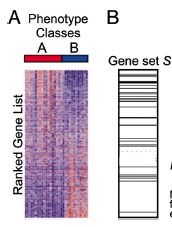 A
Phenotype
Classes
A B
Ranked Gene List
B
Gene set S